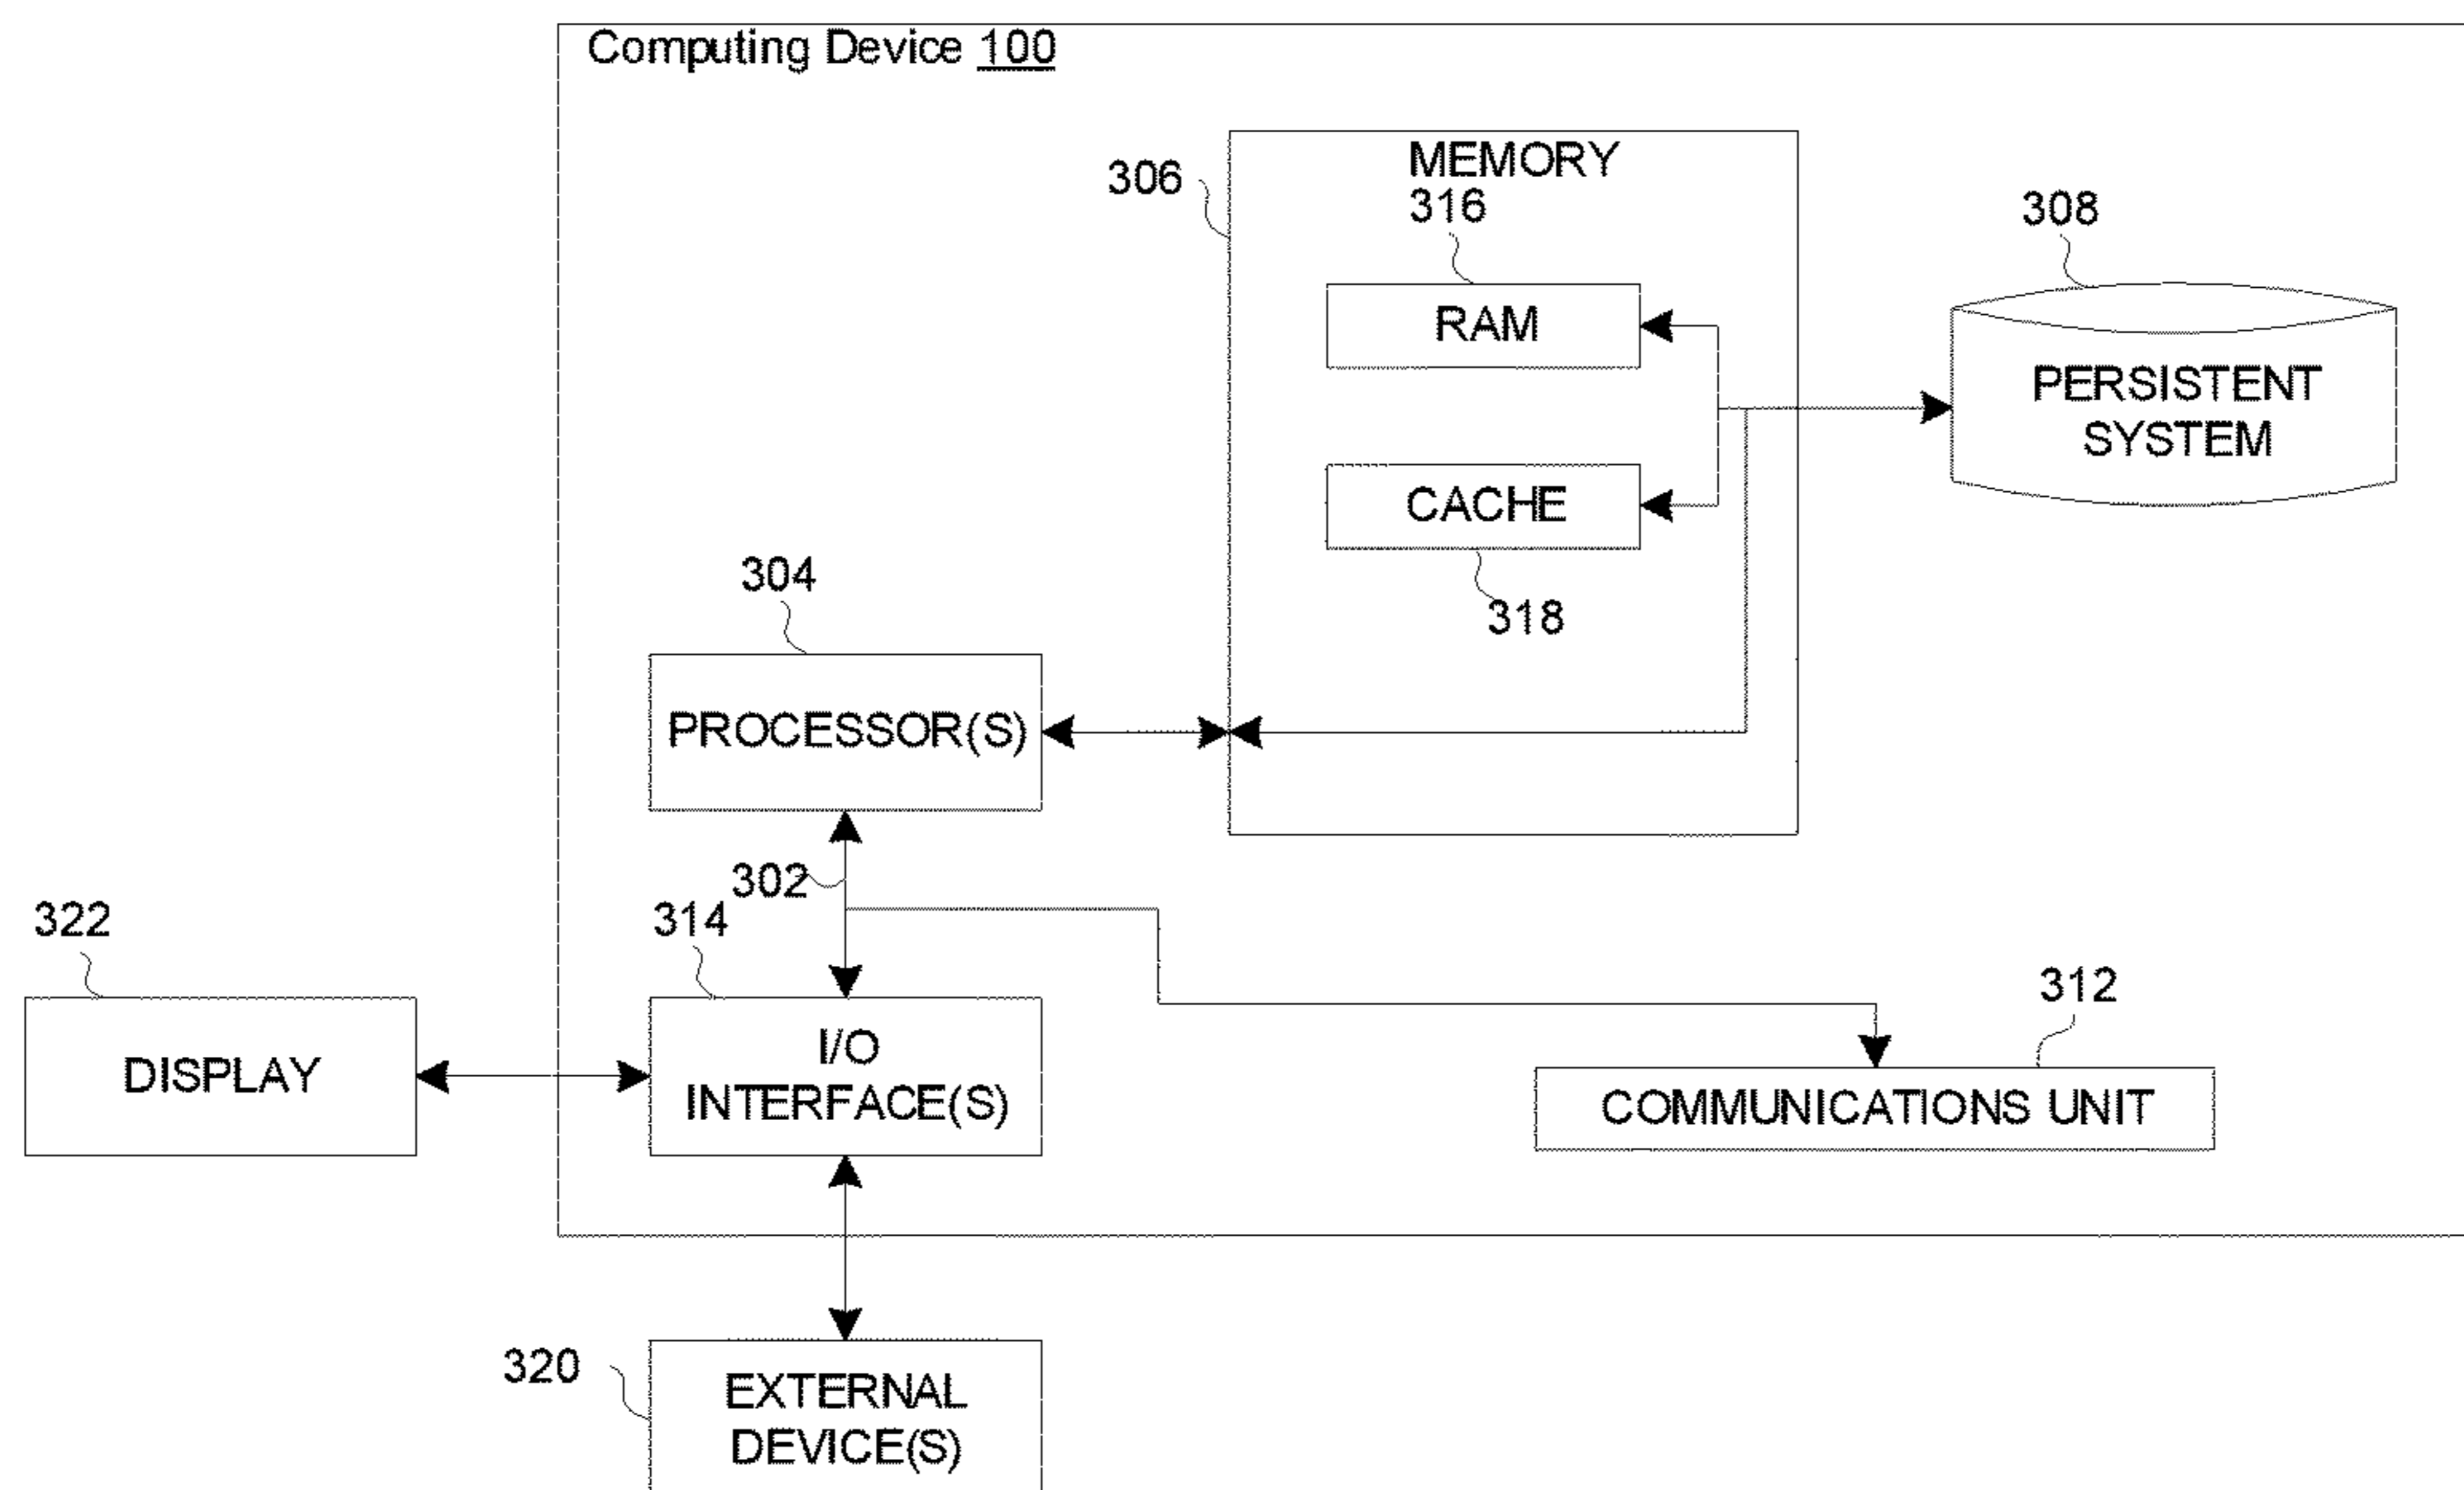 Computing Device 100
MEMORY
306
316
308
RAM
PERSISTENT
SYSTEM
CACHE
304
318
PROCESSOR(S)
302
322
314
312
I/O
INTERFACE(S)
DISPLAY
COMMUNICATIONS UNIT
320
EXTERNAL
DEVICE(S)